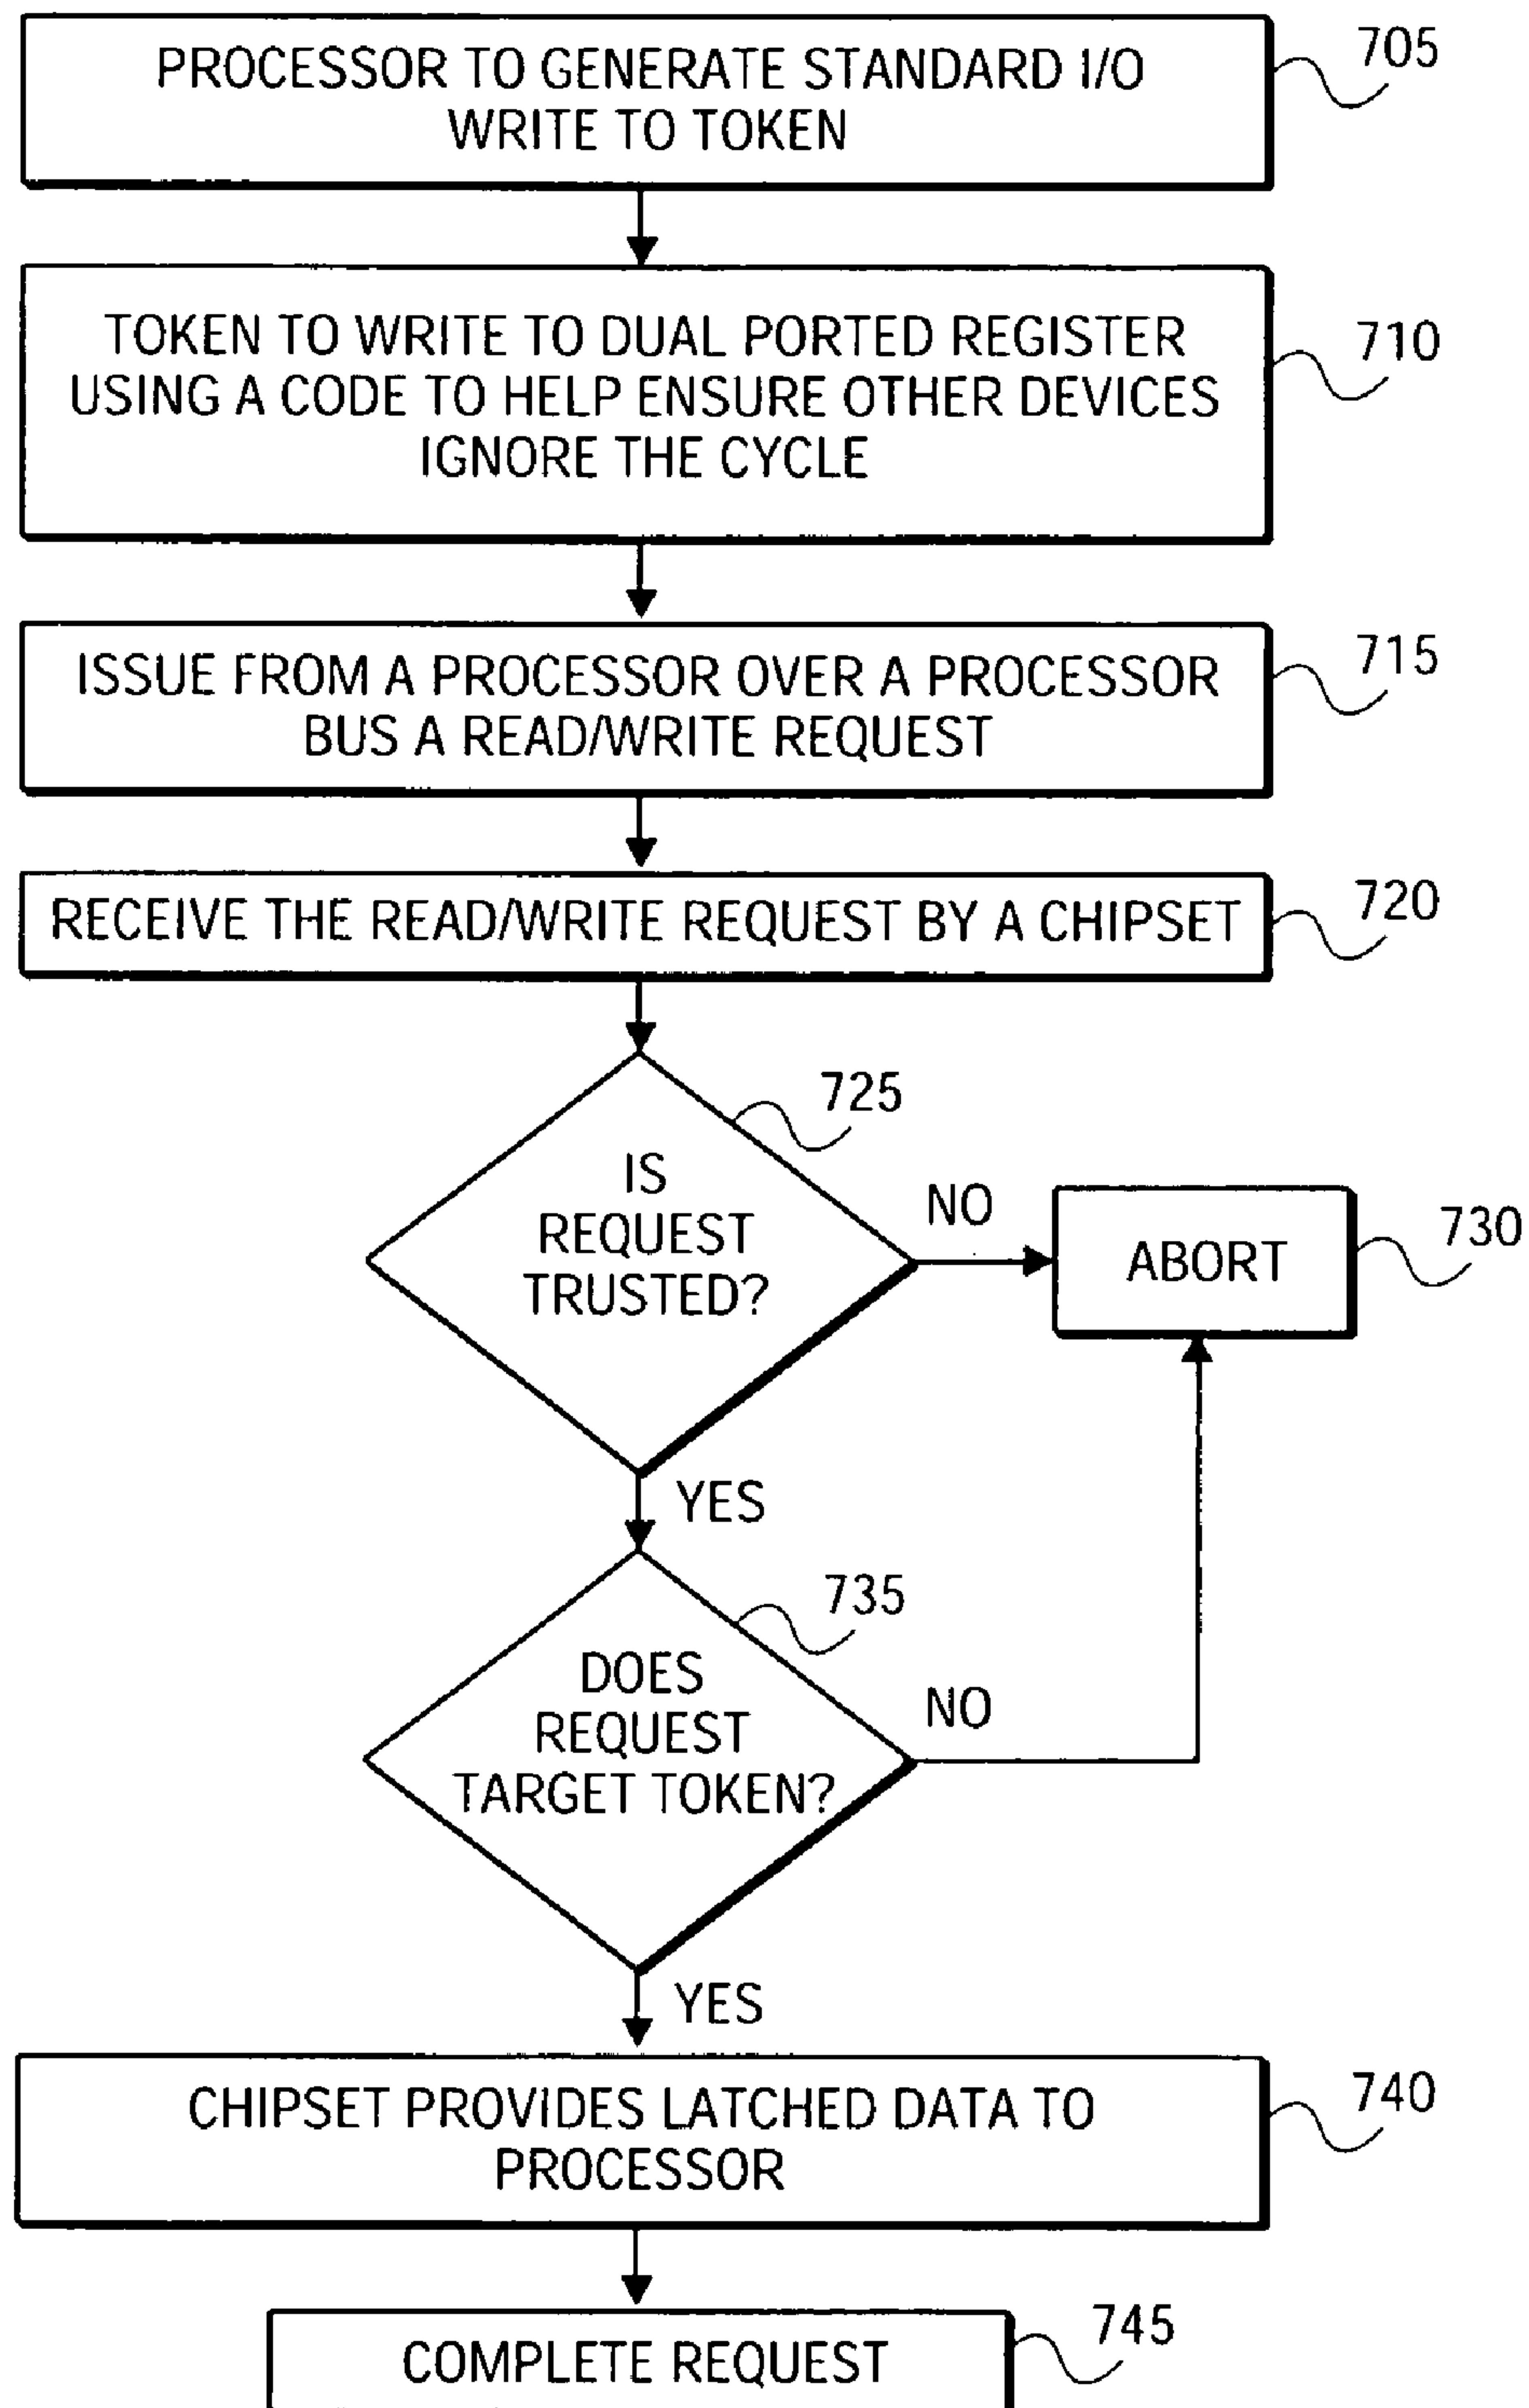 PROCESSOR TO GENERATE STANDARD I/O
WRITE TO TOKEN
705
TOKEN TO WRITE TO DUAL PORTED REGISTER
USING A CODE TO HELP ENSURE OTHER DEVICES
IGNORE THE CYCLE
710
ISSUE FROM A PROCESSOR OVER A PROCESSOR
BUS A READ/WRITE REQUEST
715
RECEIVE THE READ/WRITE REQUEST BY A CHIPSET
720
725
IS
REQUEST
TRUSTED?
NO
ABORT
730
YES
735
DOES
REQUEST
TARGET TOKEN?
NO
YES
CHIPSET PROVIDES LATCHED DATA TO
PROCESSOR
740
COMPLETE REQUEST
745